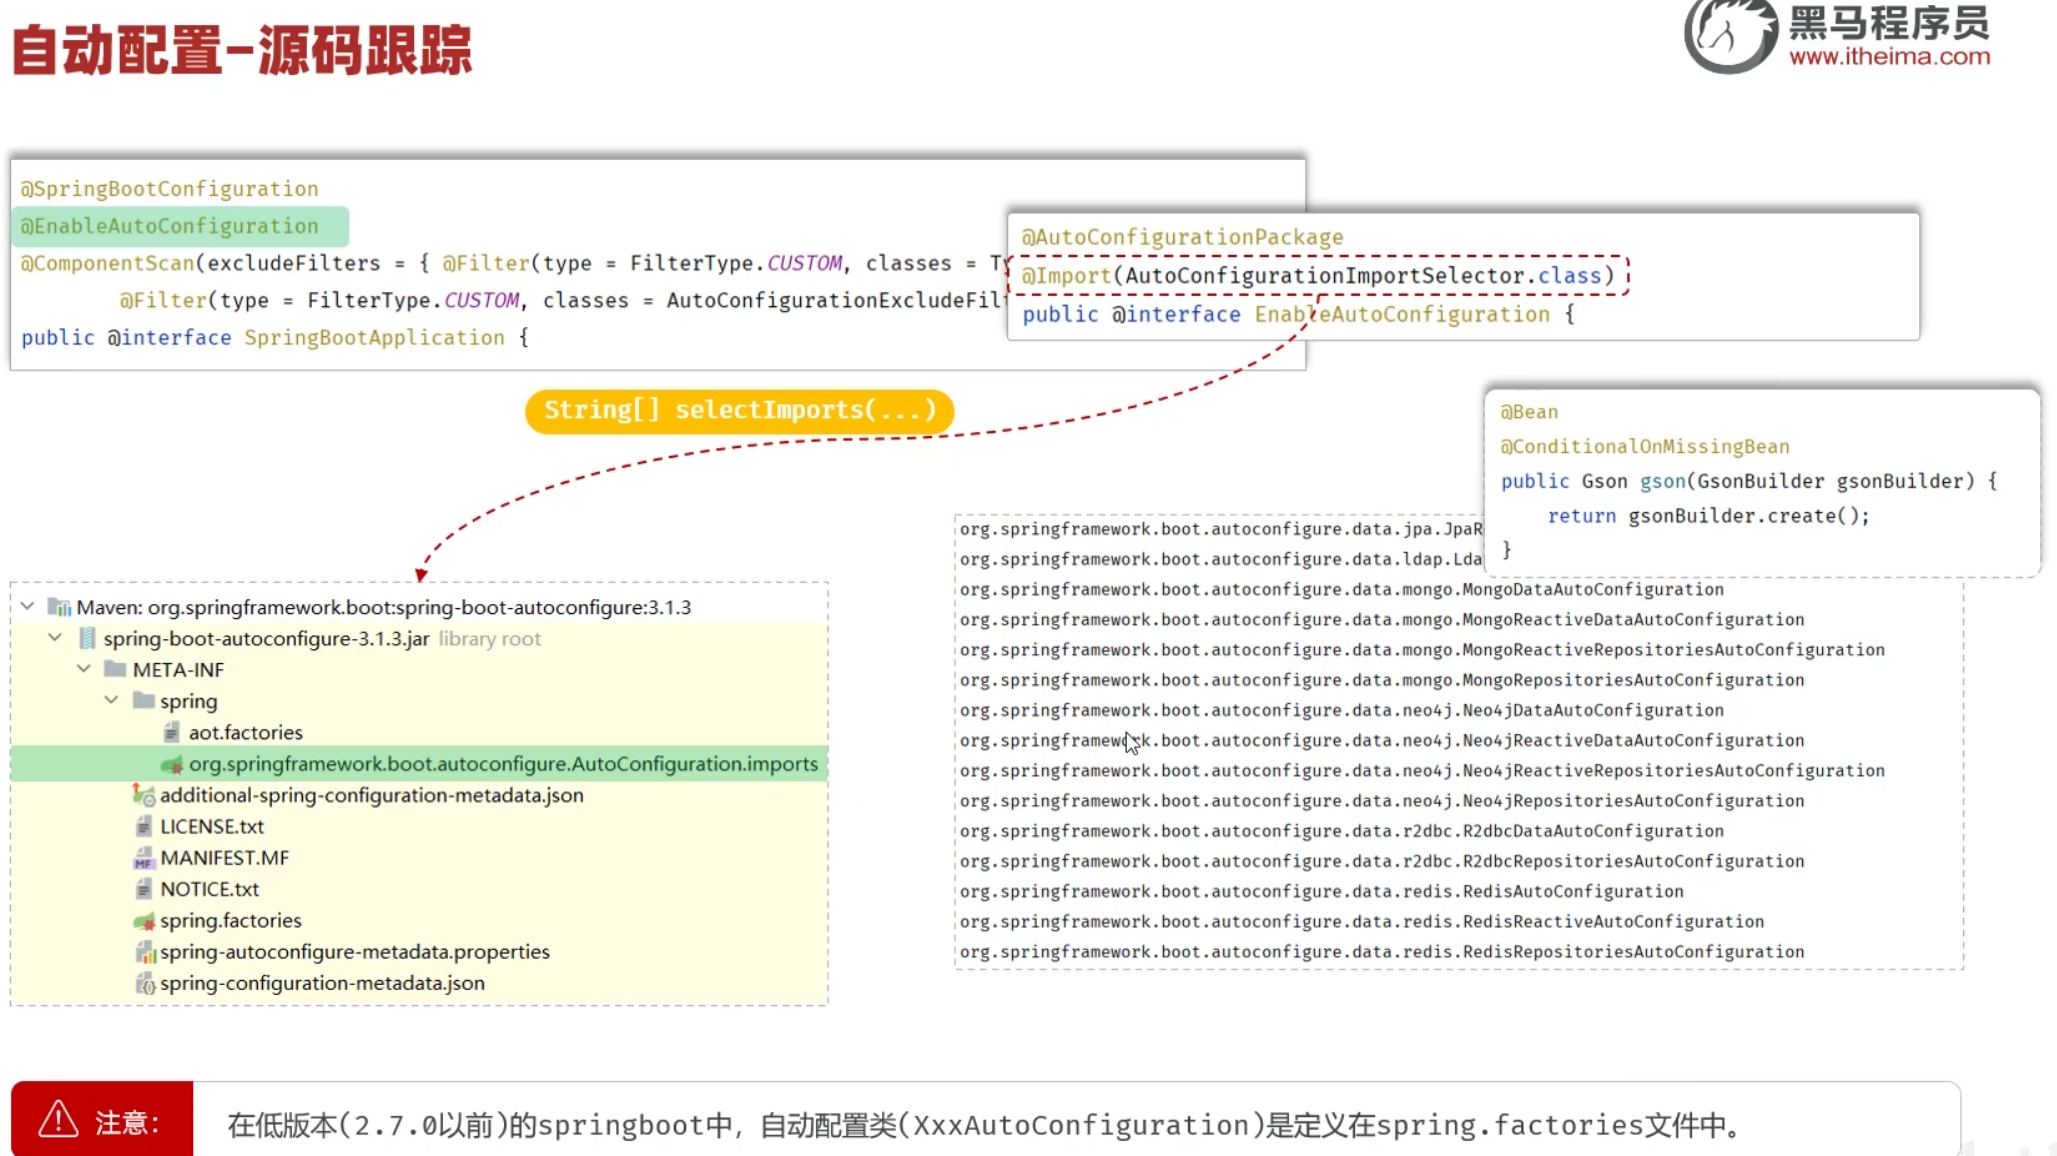 自动配置-源码跟踪
黑马程序员
www.itheima.com
@SpringBootConfiguration
@EnableAutoConfiguration
@ComponentScan(excludeFilters = { @Filter(type = FilterType.CUSTOM, classes =
@Filter(type = FilterType.CUSTOM, classes =
public @interface SpringBootApplication {
@AutoConfigurationPackage
@Import(AutoConfigurationImportSelector.class)
public @interface EnableAutoConfiguration {
String[] selectImports(...)
@Bean
@ConditionalOnMissingBean
public Gson gson(GsonBuilder gsonBuilder) {
return gsonBuilder.create();
}
Maven: org.springframework.boot:spring-boot-autoconfigure:3.1.3
spring-boot-autoconfigure-3.1.3.jar library root
META-INF
spring
aot.factories
org.springframework.boot.autoconfigure.AutoConfiguration.imports
additional-spring-configuration-metadata.json
LICENSE.txt
MANIFEST.MF
NOTICE.txt
spring.factories
spring-autoconfigure-metadata.properties
spring-configuration-metadata.json
org.springframework.boot.autoconfigure.data.jpa.JpaR
org.springframework.boot.autoconfigure.data.ldap.Lda
org.springframework.boot.autoconfigure.data.mongo.MongoDataAutoConfiguration
org.springframework.boot.autoconfigure.data.mongo.MongoReactiveDataAutoConfiguration
org.springframework.boot.autoconfigure.data.mongo.MongoReactiveRepositoriesAutoConfiguration
org.springframework.boot.autoconfigure.data.mongo.MongoRepositoriesAutoConfiguration
org.springframework.boot.autoconfigure.data.neo4j.Neo4jDataAutoConfiguration
org.springframework.boot.autoconfigure.data.neo4j.Neo4jReactiveDataAutoConfiguration
org.springframework.boot.autoconfigure.data.neo4j.Neo4jReactiveRepositoriesAutoConfiguration
org.springframework.boot.autoconfigure.data.neo4j.Neo4jRepositoriesAutoConfiguration
org.springframework.boot.autoconfigure.data.r2dbc.R2dbcDataAutoConfiguration
org.springframework.boot.autoconfigure.data.r2dbc.R2dbcRepositoriesAutoConfiguration
org.springframework.boot.autoconfigure.data.redis.RedisAutoConfiguration
org.springframework.boot.autoconfigure.data.redis.RedisReactiveAutoConfiguration
org.springframework.boot.autoconfigure.data.redis.RedisRepositoriesAutoConfiguration
注意：
在低版本(2.7.0以前)的springboot中，自动配置类(XxxAutoConfiguration)是定义在spring.factories文件中。